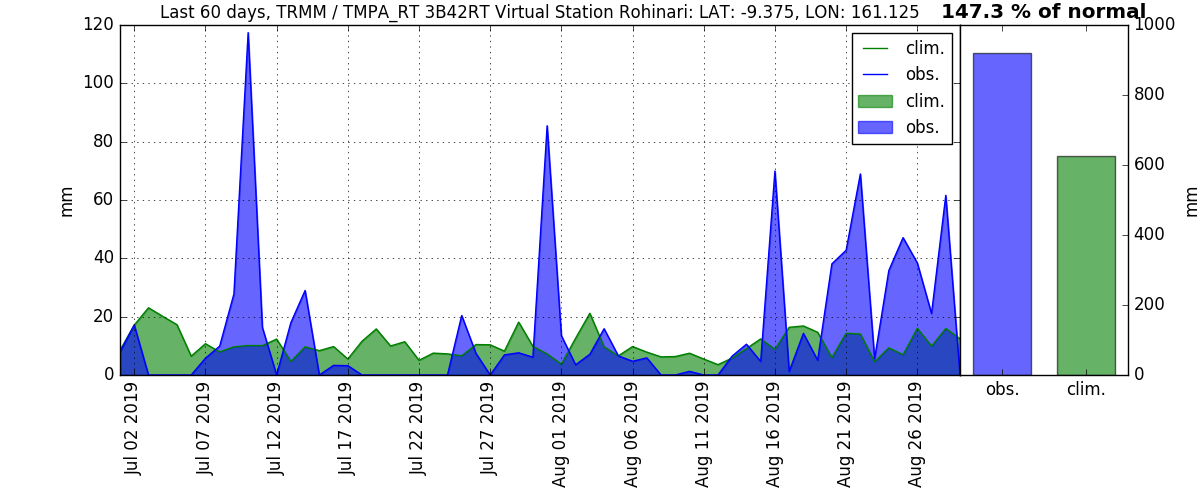 Last 60 days, TRMM / TMPA_RT 3B42RT Virtual Station Rohinari: LAT: -9.375, LON: 161.125
147.3 % of normal
mm
120
100
80
60
40
20
0
clim.
obs.
clim.
obs.
Jul 02 2019
Jul 07 2019
Jul 12 2019
Jul 17 2019
Jul 22 2019
Jul 27 2019
Aug 01 2019
Aug 06 2019
Aug 11 2019
Aug 16 2019
Aug 21 2019
Aug 26 2019
1000
800
600
400
200
0
mm
obs.
clim.